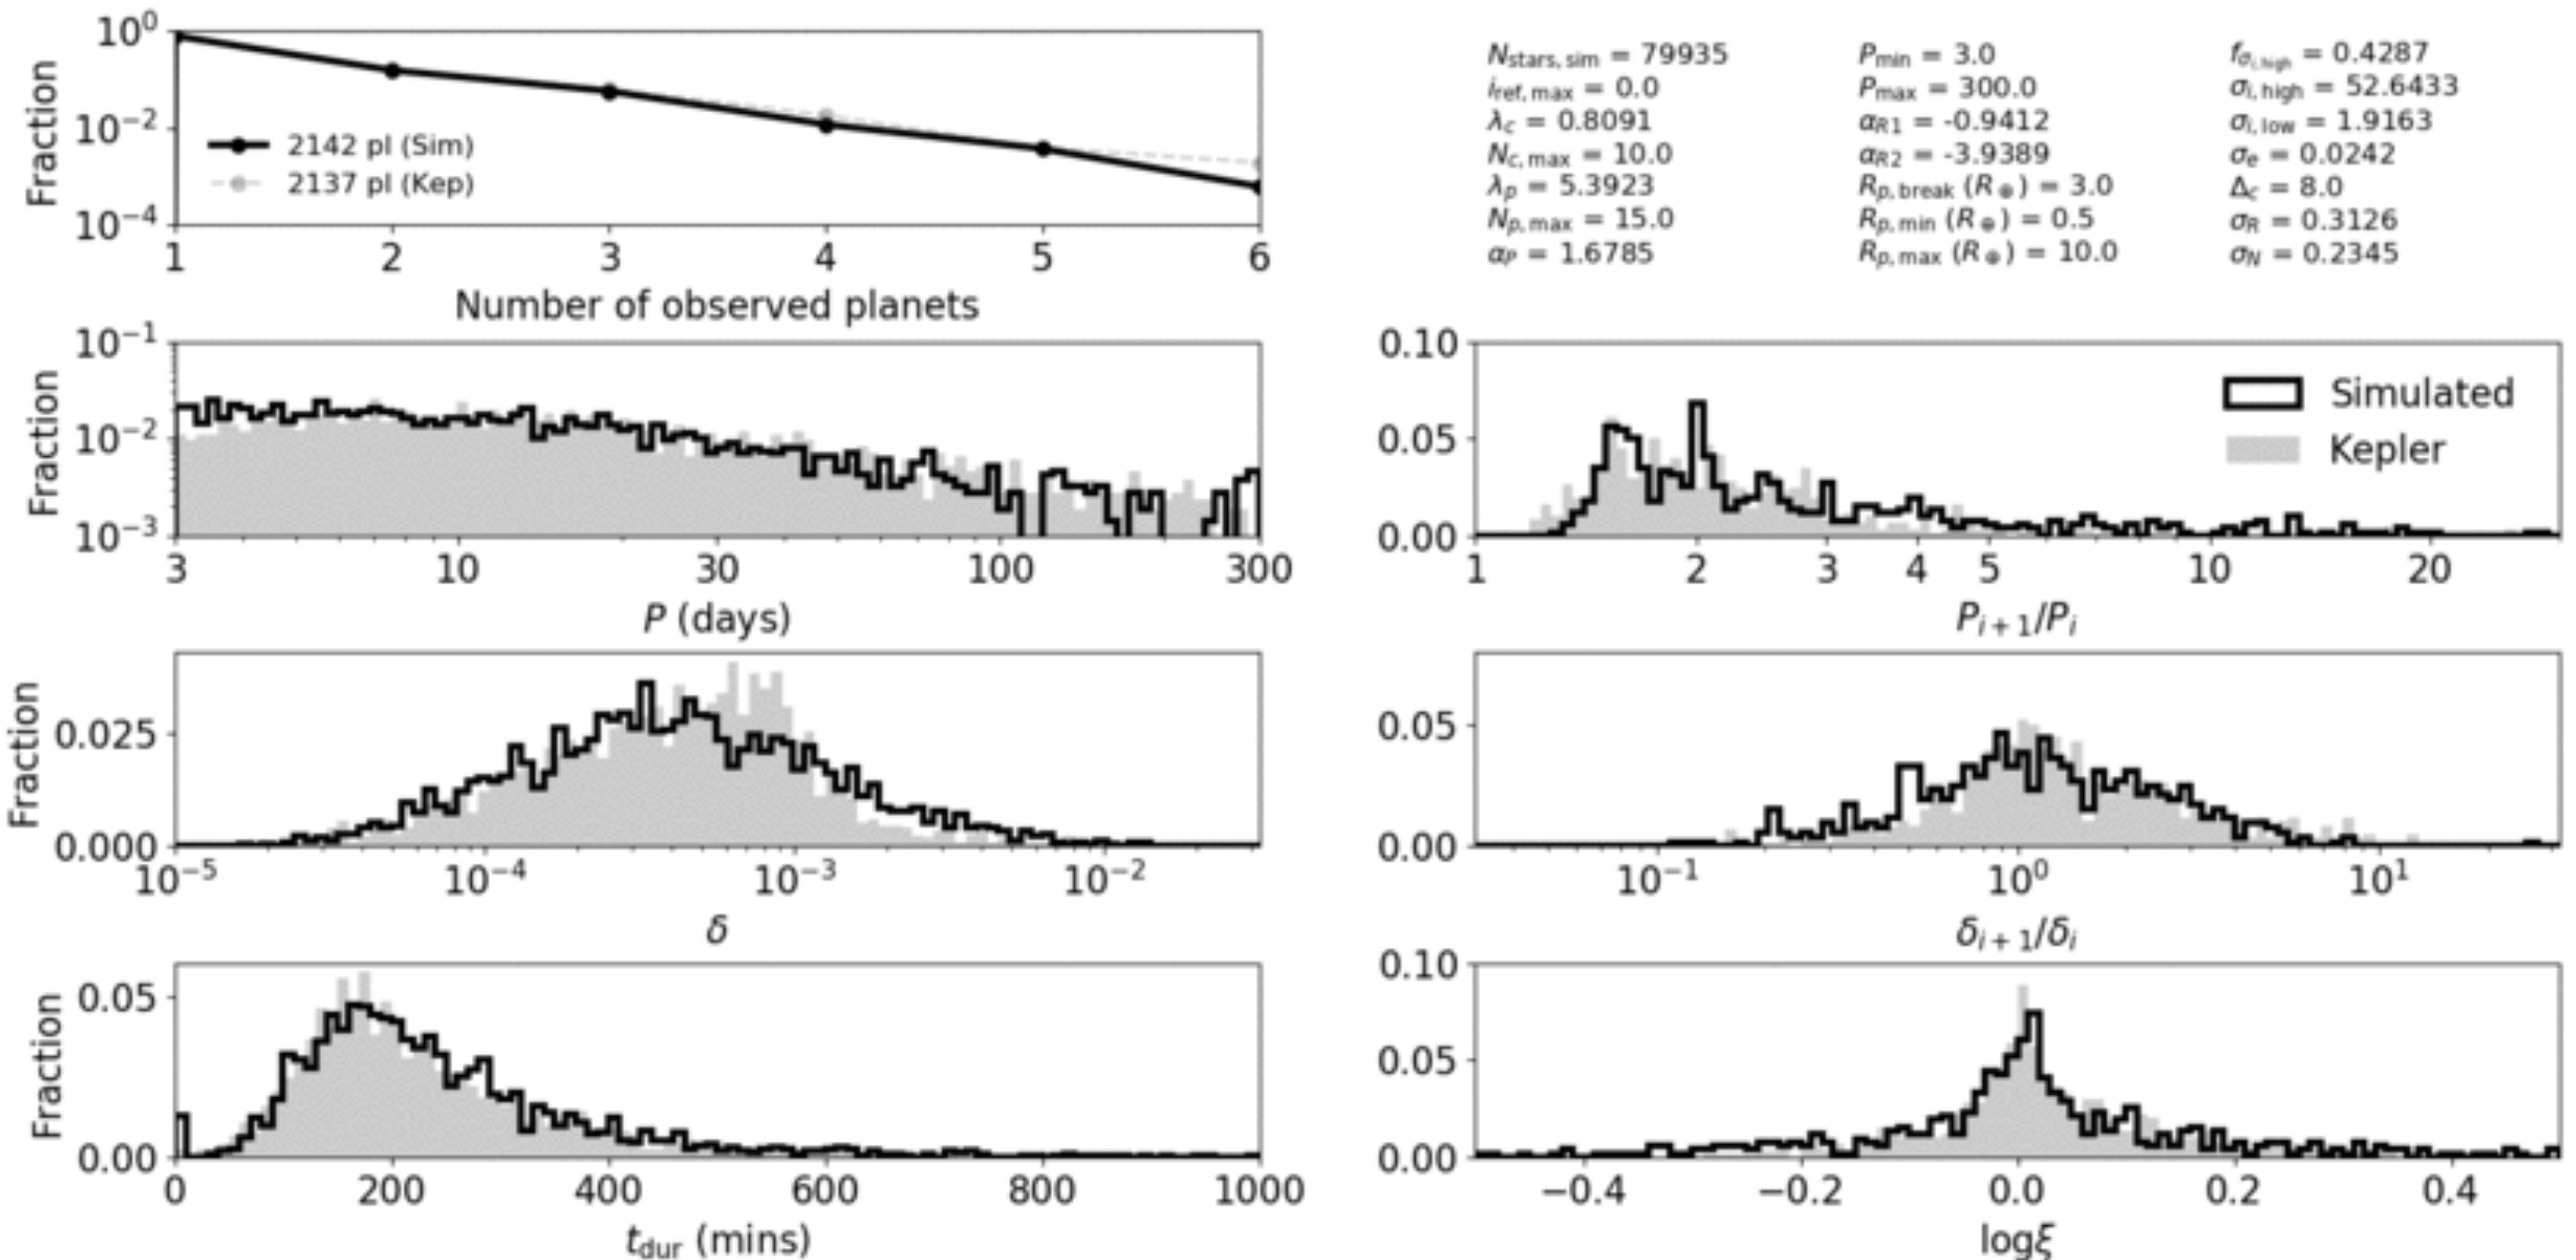 10⁰
10⁻²
10⁻⁴
Fraction
2142 pl (Sim)
2137 pl (Kep)
1 2 3 4 5 6
Number of observed planets
N_stars,sim = 79935
i_ref,max = 0.0
λ_c = 0.8091
N_c,max = 10.0
λ_p = 5.3923
N_p,max = 15.0
α_P = 1.6785
P_min = 3.0
P_max = 300.0
α_R1 = -0.9412
α_R2 = -3.9389
R_p,break (R_⊕) = 3.0
R_p,min (R_⊕) = 0.5
R_p,max (R_⊕) = 10.0
f_σi,high = 0.4287
σ_i,high = 52.6433
σ_i,low = 1.9163
σ_e = 0.0242
Δ_c = 8.0
σ_R = 0.3126
σ_N = 0.2345
10⁻¹
10⁻²
10⁻³
Fraction
3 10 30 100 300
P (days)
0.10
0.05
0.00
Simulated
Kepler
1 2 3 4 5 10 20
P_i+1/P_i
0.025
0.000
Fraction
10⁻⁵ 10⁻⁴ 10⁻³ 10⁻²
δ
0.05
0.00
10⁻¹ 10⁰ 10¹
δ_i+1/δ_i
0.05
0.00
Fraction
0 200 400 600 800 1000
t_dur (mins)
0.10
0.05
0.00
−0.4 −0.2 0.0 0.2 0.4
logξ